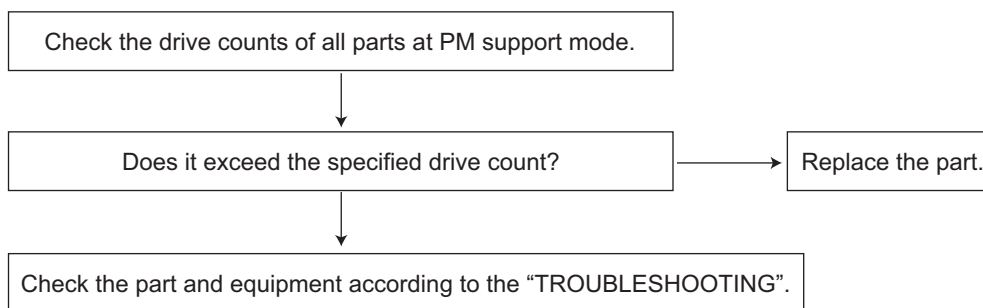 Check the drive counts of all parts at PM support mode.
Does it exceed the specified drive count?
Replace the part.
Check the part and equipment according to the “TROUBLESHOOTING”.